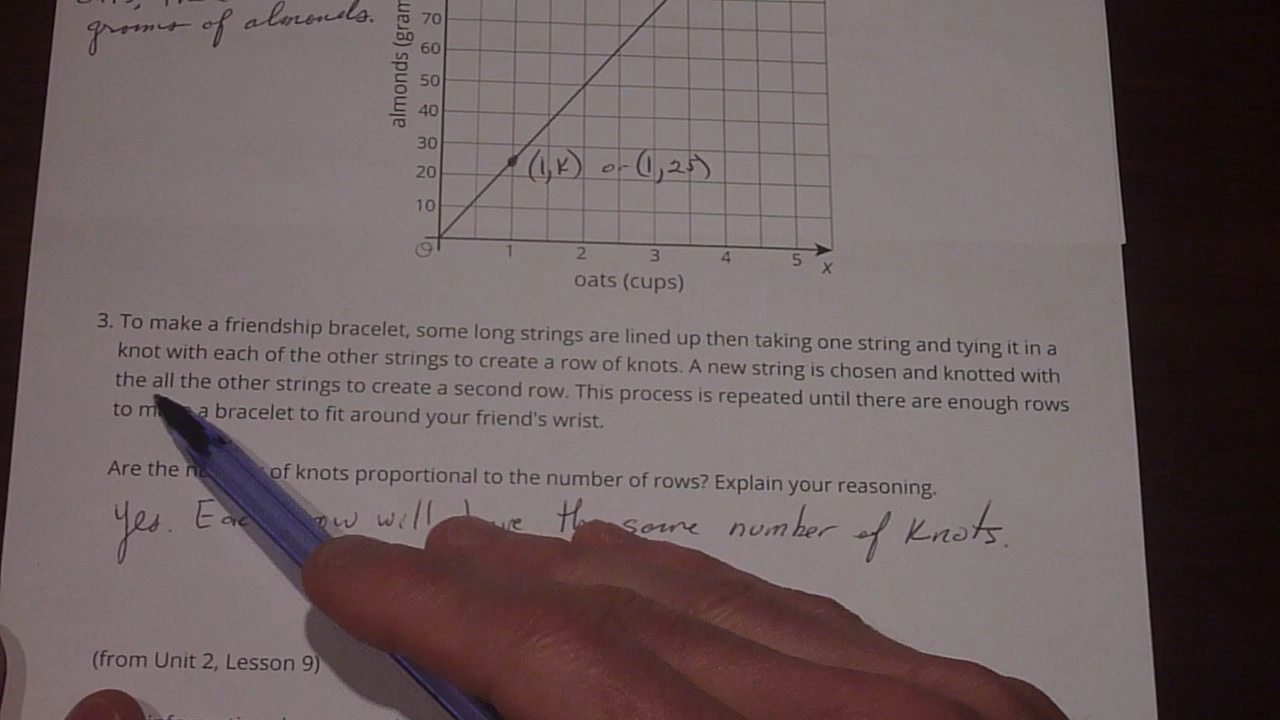 grams of almonds.
almonds (gram
70
60
50
40
30
20
10
0
(1,K) or (1,25)
1 2 3 4 5 x
oats (cups)
3. To make a friendship bracelet, some long strings are lined up then taking one string and tying it in a
knot with each of the other strings to create a row of knots. A new string is chosen and knotted with
the all the other strings to create a second row. This process is repeated until there are enough rows
to a bracelet to fit around your friend's wrist.
Are the of knots proportional to the number of rows? Explain your reasoning.
Yes. will the same number of knots.
(from Unit 2, Lesson 9)